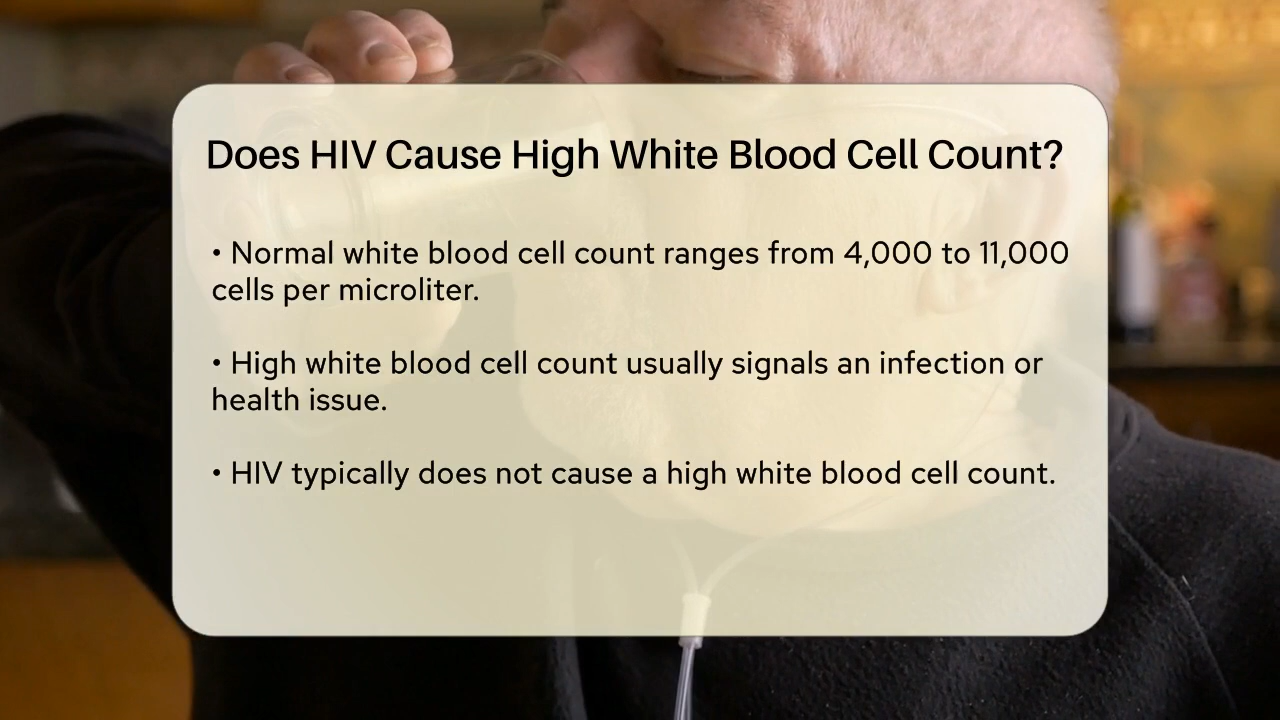 Does HIV Cause High White Blood Cell Count?
• Normal white blood cell count ranges from 4,000 to 11,000
cells per microliter.
• High white blood cell count usually signals an infection or
health issue.
• HIV typically does not cause a high white blood cell count.